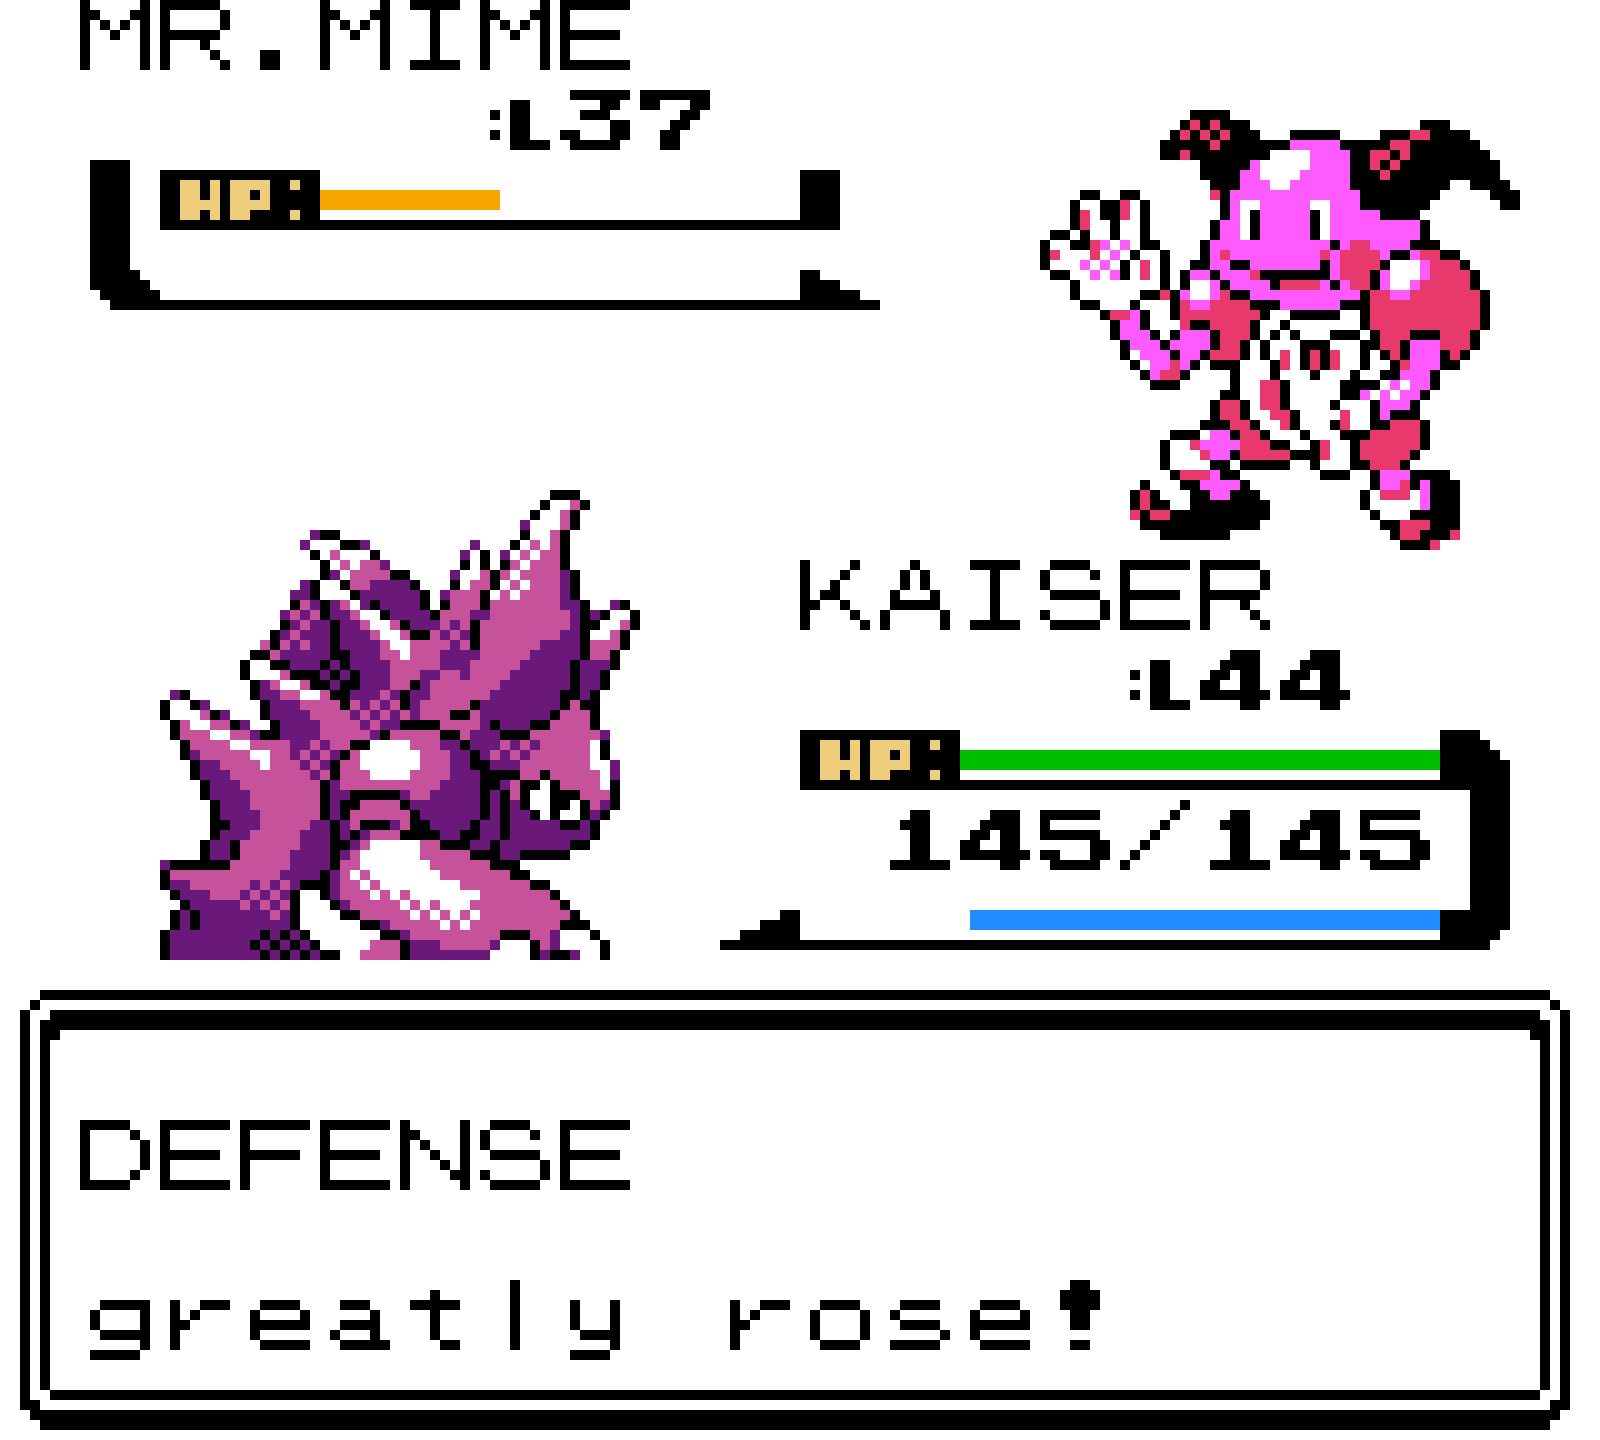 MR.MIME
:L37
HP:
KAISER
:L44
HP:
145/145
DEFENSE
greatly rose!